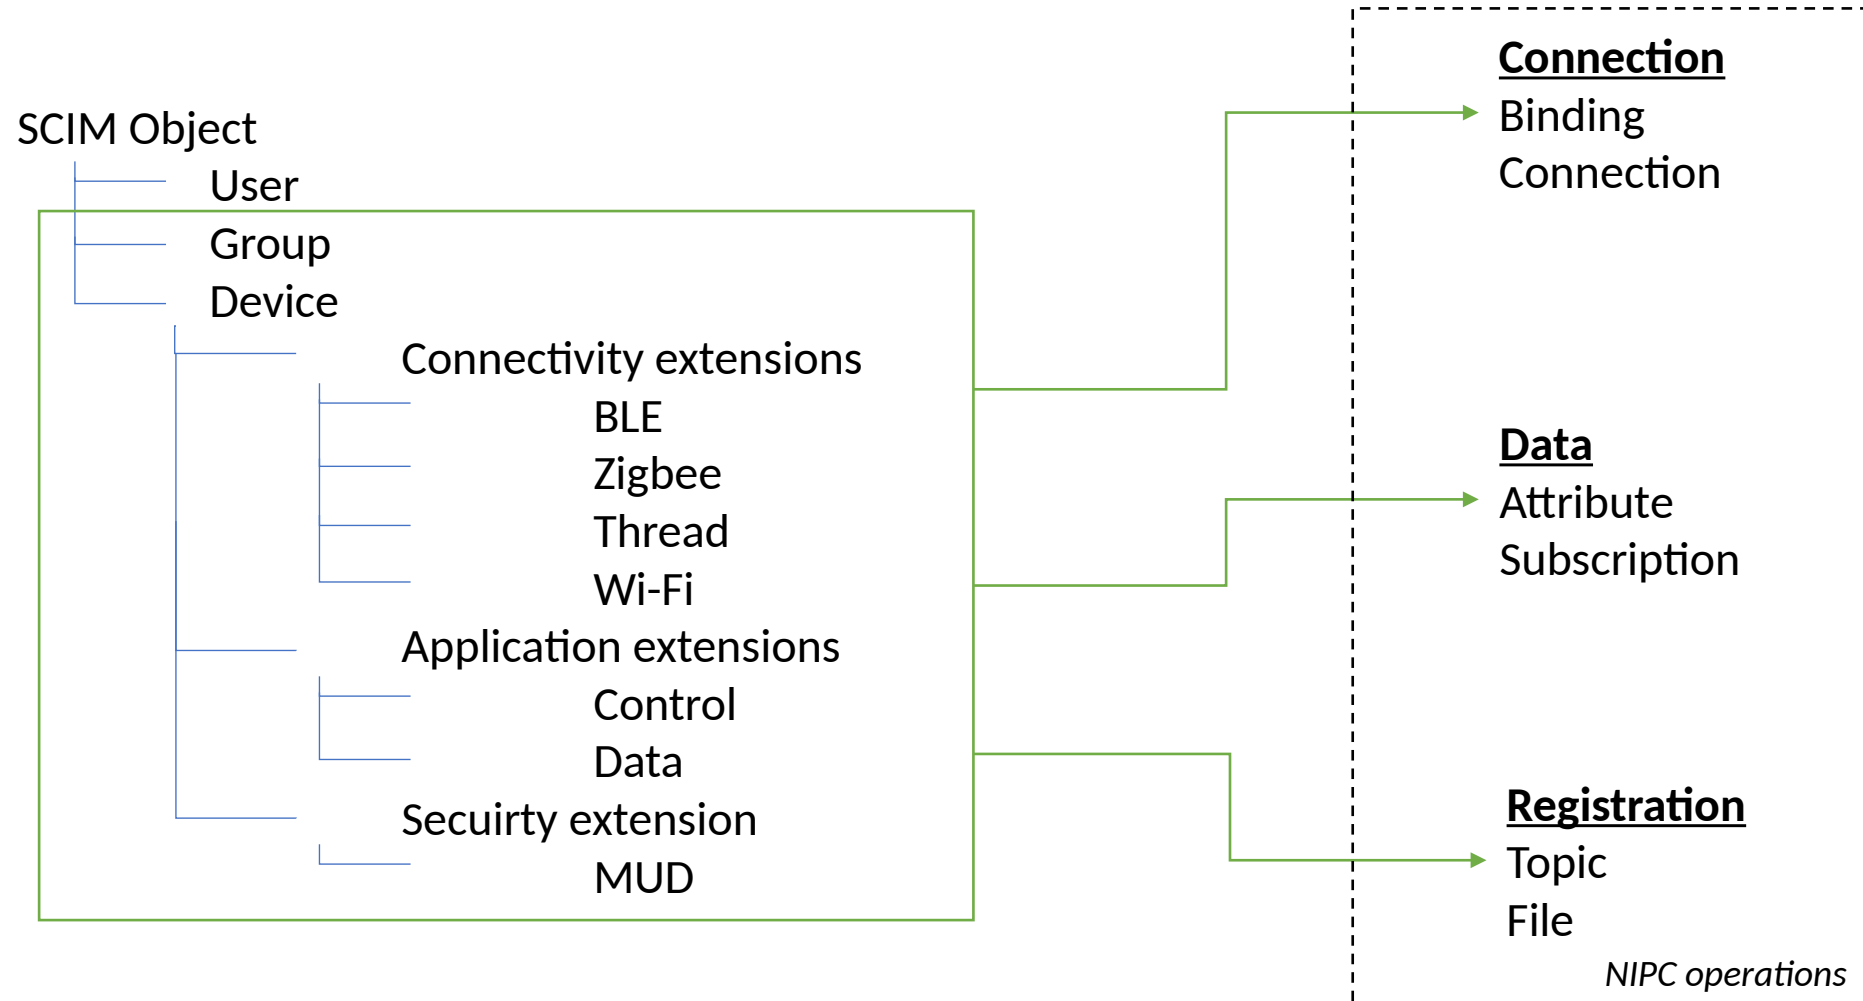 SCIM Object
User
Group
Device
Connectivity extensions
BLE
Zigbee
Thread
Wi-Fi
Application extensions
Control
Data
Secuirty extension
MUD
Connection
Binding
Connection
Data
Attribute
Subscription
Registration
Topic
File
NIPC operations